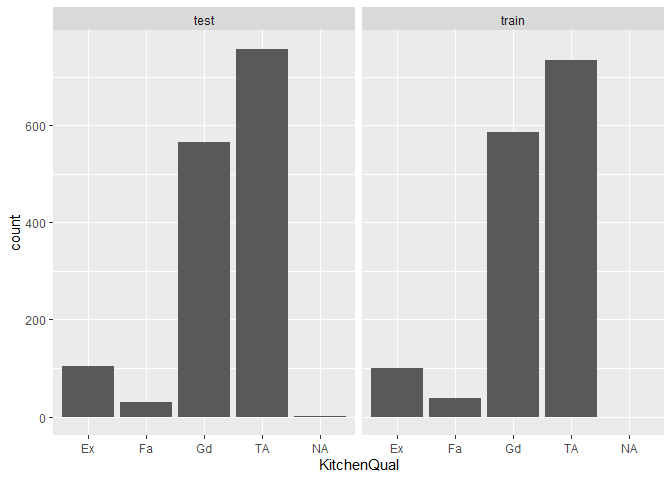 test train
count
600
400
200
0
Ex Fa Gd TA NA Ex Fa Gd TA NA
KitchenQual